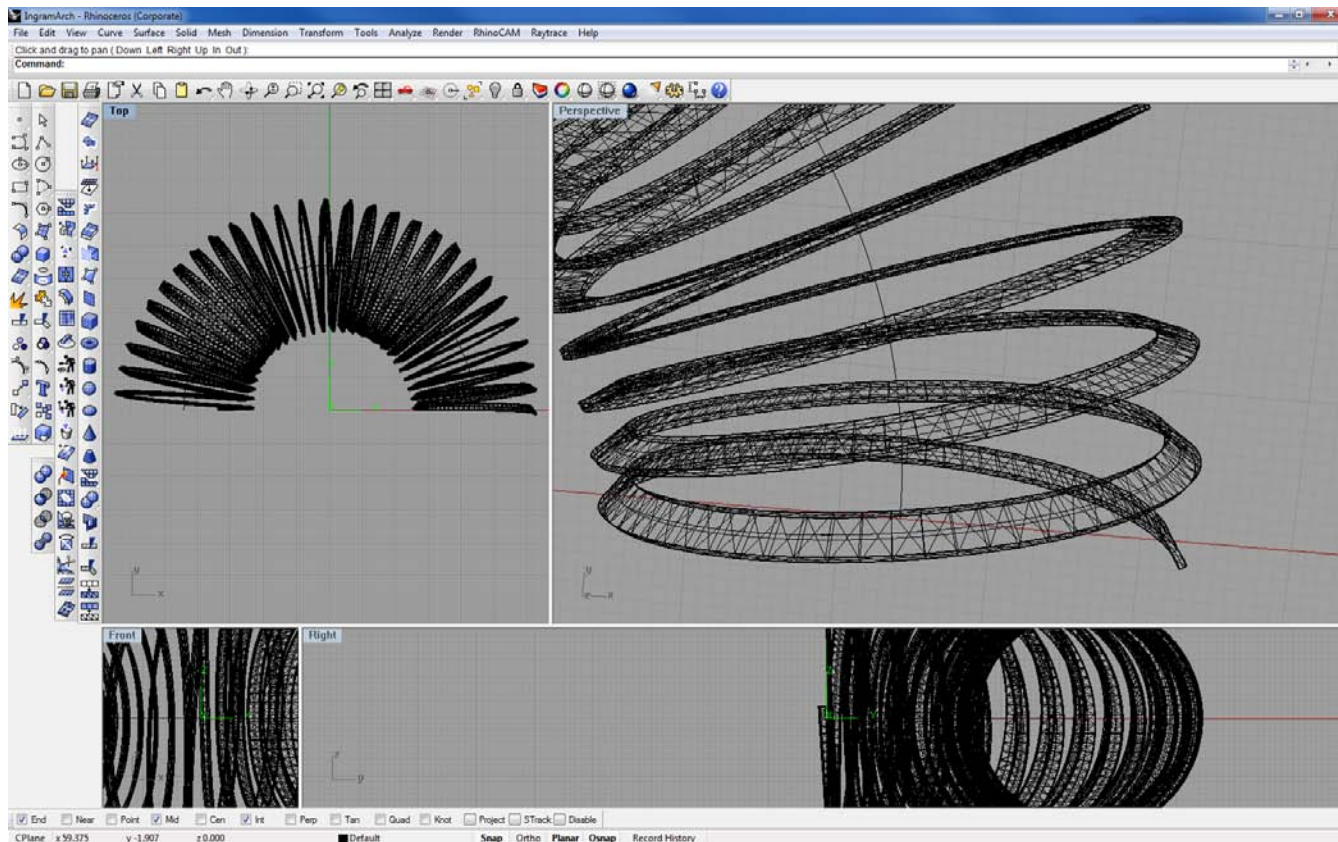 IngramArch - Rhinoceros (Corporate)
File Edit View Curve Surface Solid Mesh Dimension Transform Tools Analyze Render RhinoCAM Raytrace Help
Click and drag to pan ( Down Left Right Up In Out ):
Command:
Top
Perspective
y
x
y
z x
Front
Right
z
y
x
z
y
End Near Point Mid Cen Int Perp Tan Quad Knot Project STrack Disable
CPlane x 59.375 y -1.907 z 0.000 Default Snap Ortho Planar Osnap Record History